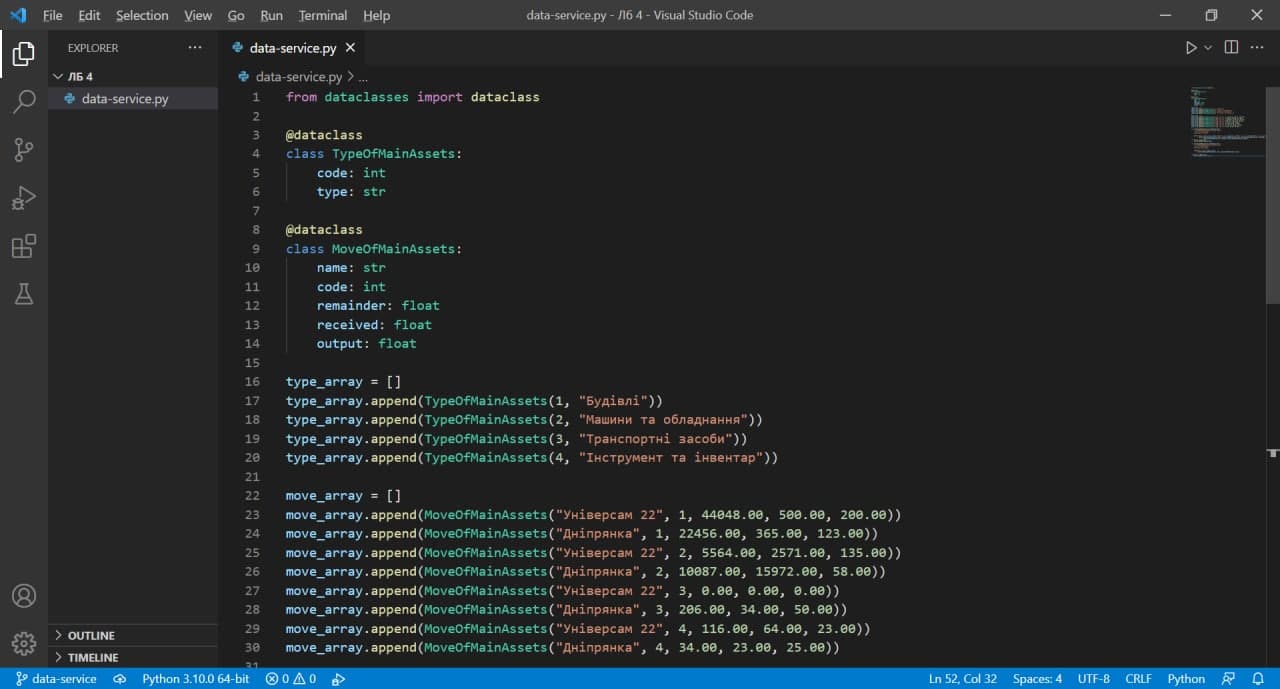 File Edit Selection View Go Run Terminal Help data-service.py - Лб 4 - Visual Studio Code
EXPLORER ···
data-service.py
ЛБ 4
data-service.py
data-service.py > ...
1 from dataclasses import dataclass
2
3 @dataclass
4 class TypeOfMainAssets:
5 code: int
6 type: str
7
8 @dataclass
9 class MoveOfMainAssets:
10 name: str
11 code: int
12 remainder: float
13 received: float
14 output: float
15
16 type_array = []
17 type_array.append(TypeOfMainAssets(1, "Будівлі"))
18 type_array.append(TypeOfMainAssets(2, "Машини та обладнання"))
19 type_array.append(TypeOfMainAssets(3, "Транспортні засоби"))
20 type_array.append(TypeOfMainAssets(4, "Інструмент та інвентар"))
21
22 move_array = []
23 move_array.append(MoveOfMainAssets("Універсам 22", 1, 44048.00, 500.00, 200.00))
24 move_array.append(MoveOfMainAssets("Дніпрянка", 1, 22456.00, 365.00, 123.00))
25 move_array.append(MoveOfMainAssets("Універсам 22", 2, 5564.00, 2571.00, 135.00))
26 move_array.append(MoveOfMainAssets("Дніпрянка", 2, 10087.00, 15972.00, 58.00))
27 move_array.append(MoveOfMainAssets("Універсам 22", 3, 0.00, 0.00, 0.00))
28 move_array.append(MoveOfMainAssets("Дніпрянка", 3, 206.00, 34.00, 50.00))
29 move_array.append(MoveOfMainAssets("Універсам 22", 4, 116.00, 64.00, 23.00))
30 move_array.append(MoveOfMainAssets("Дніпрянка", 4, 34.00, 23.00, 25.00))
31
OUTLINE
TIMELINE
data-service Python 3.10.0 64-bit 0 0 Ln 52, Col 32 Spaces: 4 UTF-8 CRLF Python